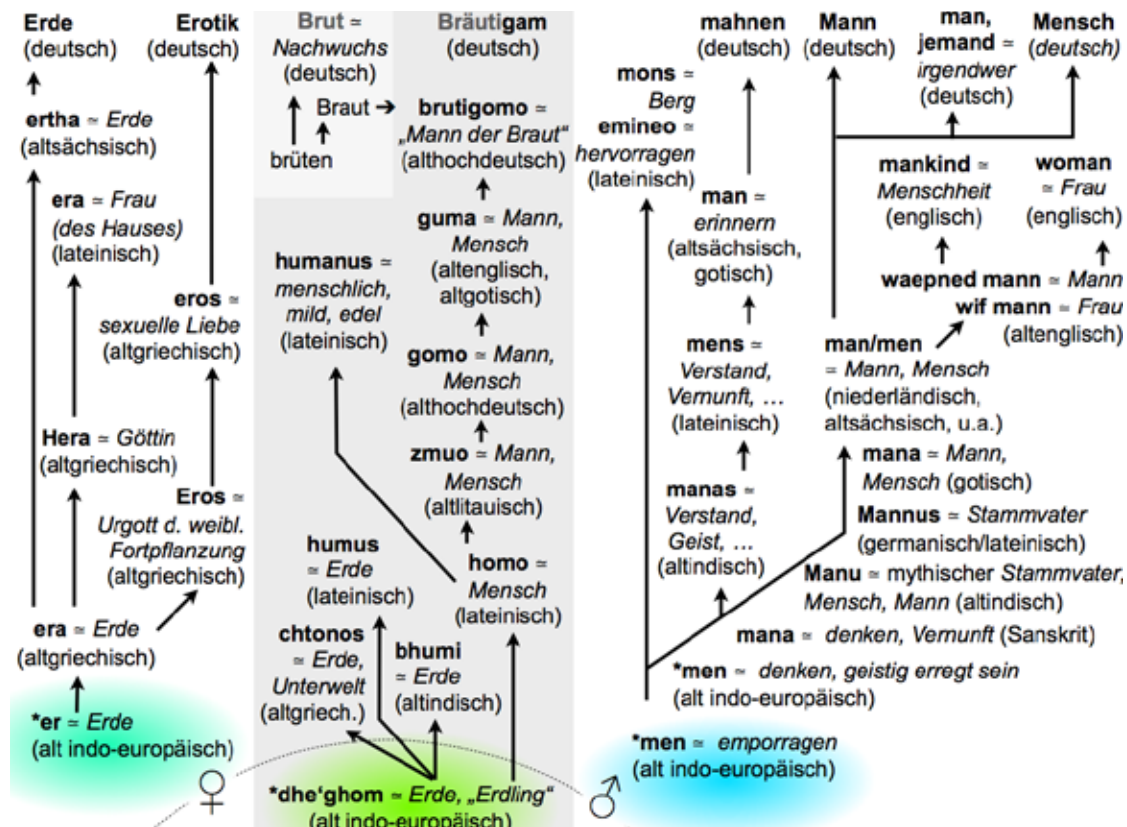 Erde
(deutsch)
ertha ≃ Erde
(altsächsisch)
era ≃ Frau
(des Hauses)
(lateinisch)
Hera ≃ Göttin
(altgriechisch)
era ≃ Erde
(altgriechisch)
*er ≃ Erde
(alt indo-europäisch)
Erotik
(deutsch)
eros ≃
sexuelle Liebe
(altgriechisch)
Eros ≃
Urgott d. weibl.
Fortpflanzung
(altgriechisch)
♀
Brut ≃
Nachwuchs
(deutsch)
Braut ➔
brüten
humanus ≃
menschlich,
mild, edel
(lateinisch)
humus
≃ Erde
(lateinisch)
chtonos
≃ Erde,
Unterwelt
(altgriech.)
bhumi
≃ Erde
(altindisch)
*dhe‘ghom ≃ Erde, „Erdling“
(alt indo-europäisch)
Bräutigam
(deutsch)
brutigomo ≃
„Mann der Braut“
(althochdeutsch)
guma ≃ Mann,
Mensch
(altenglisch,
altgotisch)
gomo ≃ Mann,
Mensch
(althochdeutsch)
zmuo ≃ Mann,
Mensch
(altlitauisch)
homo ≃
Mensch
(lateinisch)
♂
mons ≃
Berg
emineo ≃
hervorragen
(lateinisch)
mahnen
(deutsch)
man ≃
erinnern
(altsächsisch,
gotisch)
mens ≃
Verstand,
Vernunft, …
(lateinisch)
manas ≃
Verstand,
Geist, …
(altindisch)
Mann
(deutsch)
man,
jemand ≃
irgendwer
(deutsch)
Mensch
(deutsch)
mankind ≃
Menschheit
(englisch)
woman
≃ Frau
(englisch)
waepned mann ≃ Mann
wif mann ≃ Frau
(altenglisch)
man/men
≃ Mann, Mensch
(niederländisch,
altsächsisch, u.a.)
mana ≃ Mann,
Mensch (gotisch)
Mannus ≃ Stammvater
(germanisch/lateinisch)
Manu ≃ mythischer Stammvater,
Mensch, Mann (altindisch)
mana ≃ denken, Vernunft (Sanskrit)
*men ≃ denken, geistig erregt sein
(alt indo-europäisch)
*men ≃ emporragen
(alt indo-europäisch)